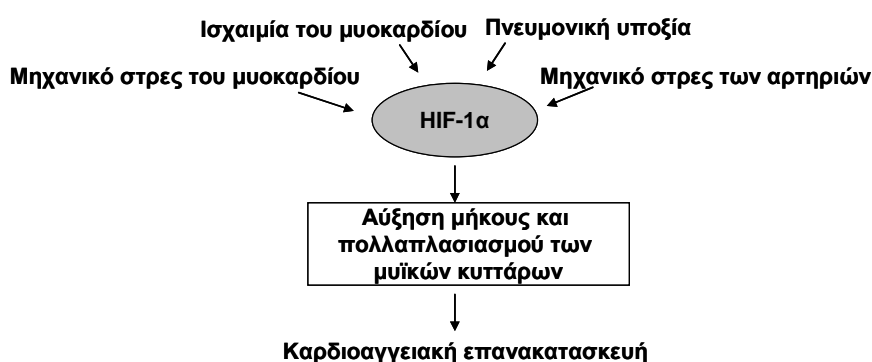 Ισχαιμία του μυοκαρδίου
Πνευμονική υποξία
Μηχανικό στρες του μυοκαρδίου
Μηχανικό στρες των αρτηριών
HIF-1α
Αύξηση μήκους και
πολλαπλασιασμού των
μυϊκών κυττάρων
Καρδιοαγγειακή επανακατασκευή